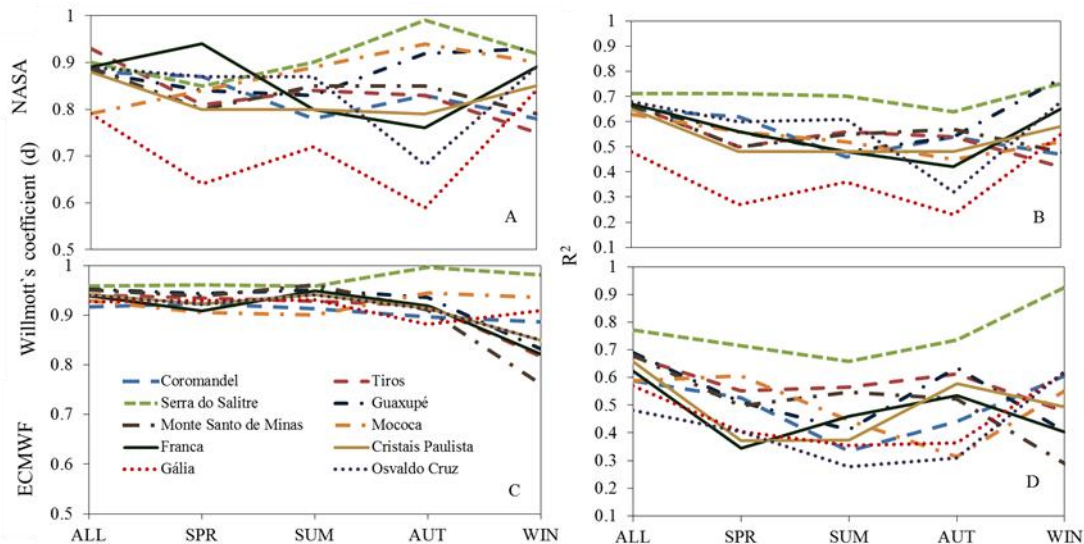 NASA
ECMWF
Willmott`s coefficient (d)
1
0.9
0.8
0.7
0.6
0.5
A
1
0.9
0.8
0.7
0.6
0.5
0.4
0.3
0.2
0.1
B
R²
1
0.9
0.8
0.7
0.6
0.5
Coromandel
Tiros
Serra do Salitre
Guaxupé
Monte Santo de Minas
Mococa
Franca
Cristais Paulista
Gália
Osvaldo Cruz
C
ALL SPR SUM AUT WIN
1
0.9
0.8
0.7
0.6
0.5
0.4
0.3
0.2
0.1
D
ALL SPR SUM AUT WIN